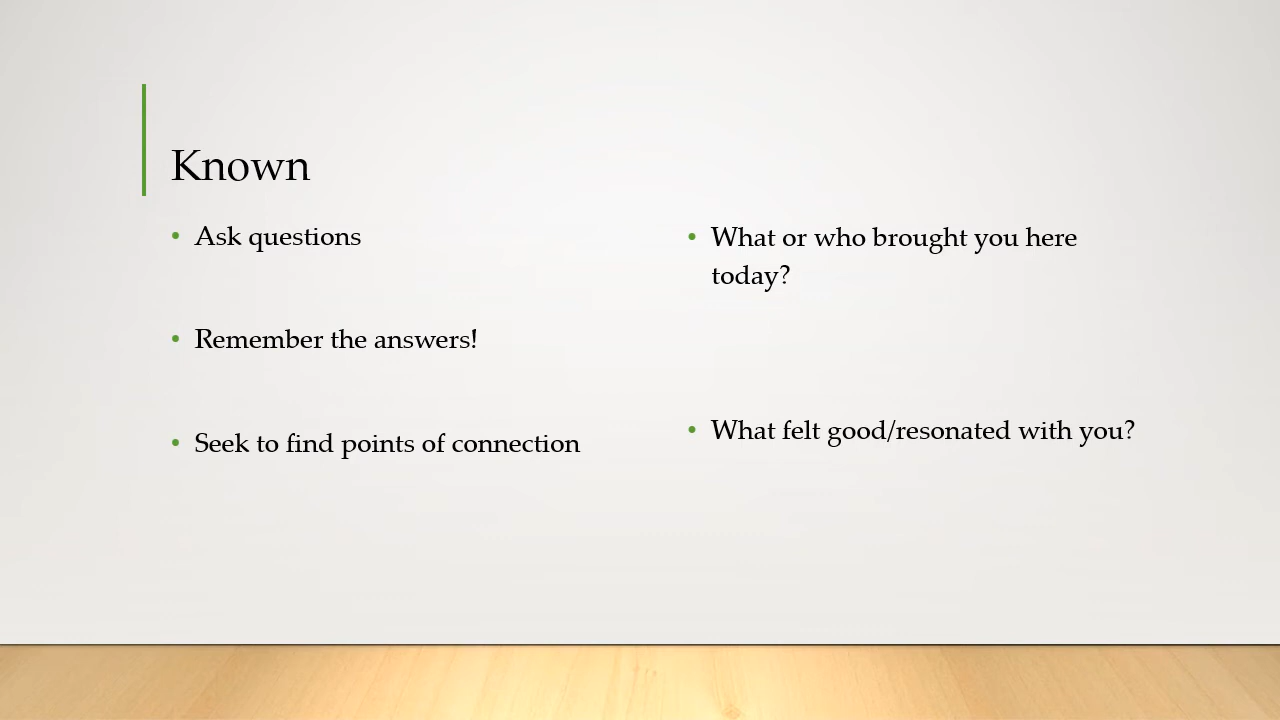 Known
• Ask questions
• Remember the answers!
• Seek to find points of connection
• What or who brought you here
today?
• What felt good/resonated with you?